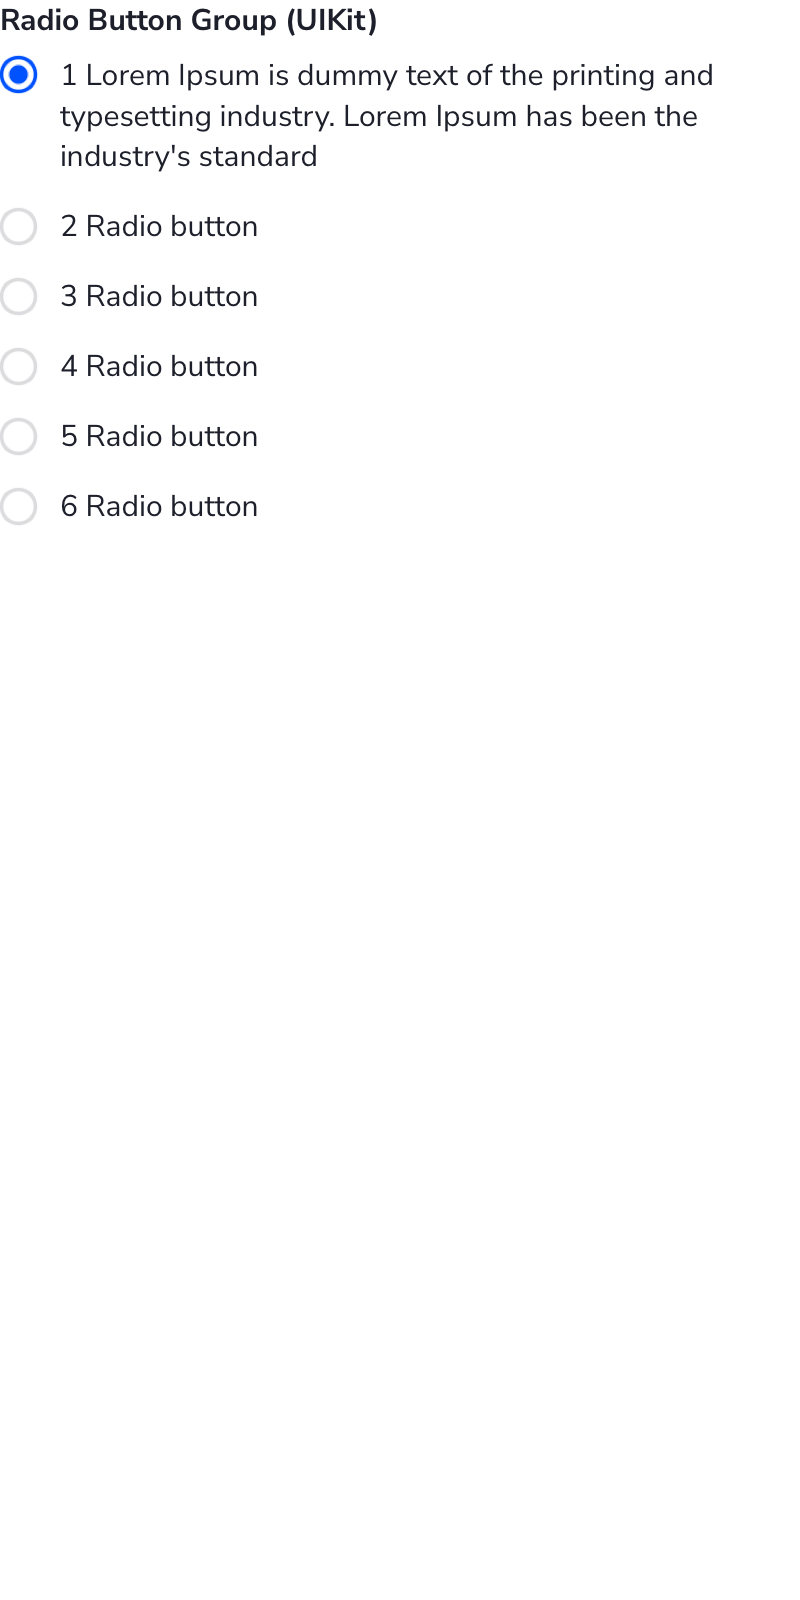 Radio Button Group (UIKit)
1 Lorem Ipsum is dummy text of the printing and
typesetting industry. Lorem Ipsum has been the
industry's standard
2 Radio button
3 Radio button
4 Radio button
5 Radio button
6 Radio button